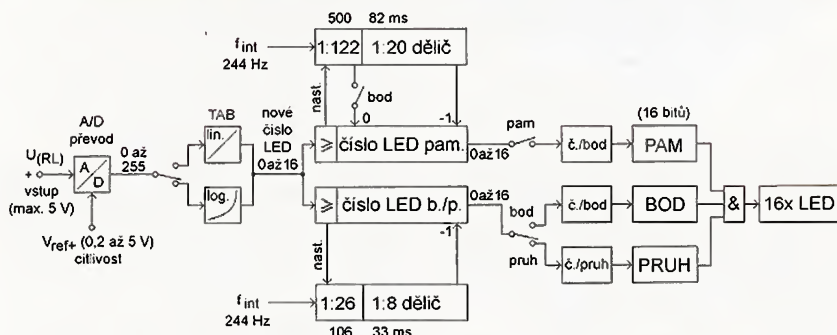 500 82 ms
f int
244 Hz
1:122 1:20 dělič
nast.
bod
0
-1
A/D
převod
U(RL)
+
vstup
(max. 5 V)
A
D
Vref+ (0,2 až 5 V)
citlivost
0 až
255
TAB
lin.
log.
nové
číslo
LED
0až16
≥ číslo LED pam.
0až16
pam
č./bod
(16 bitů)
PAM
≥ číslo LED b./p.
0až16
-1
bod
pruh
č./bod
BOD
č./pruh
PRUH
&
16x LED
nast.
f int
244 Hz
1:26 1:8 dělič
106 33 ms